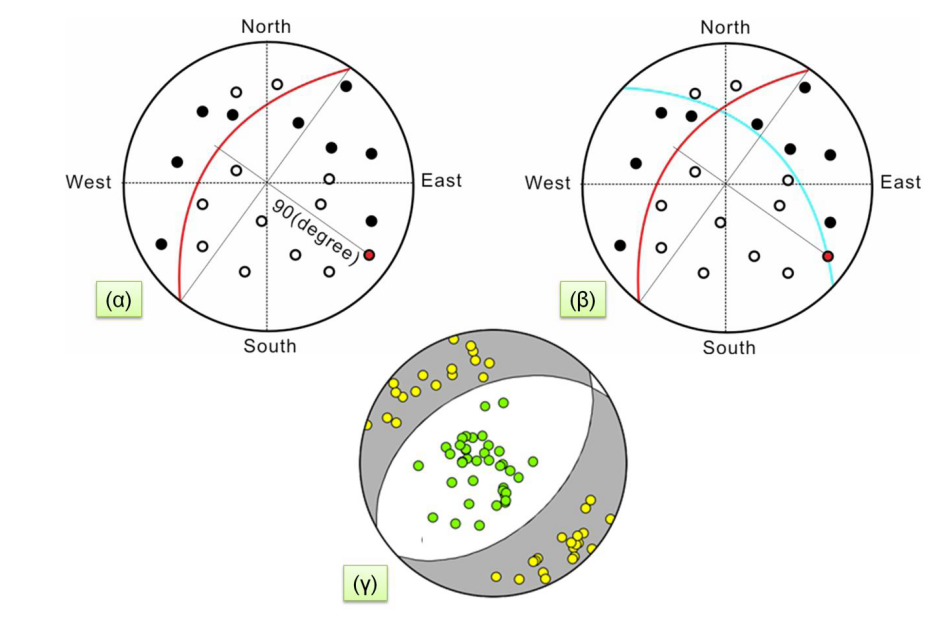 North
North
West
East
West
East
90(degree)
(α)
(β)
South
South
(γ)